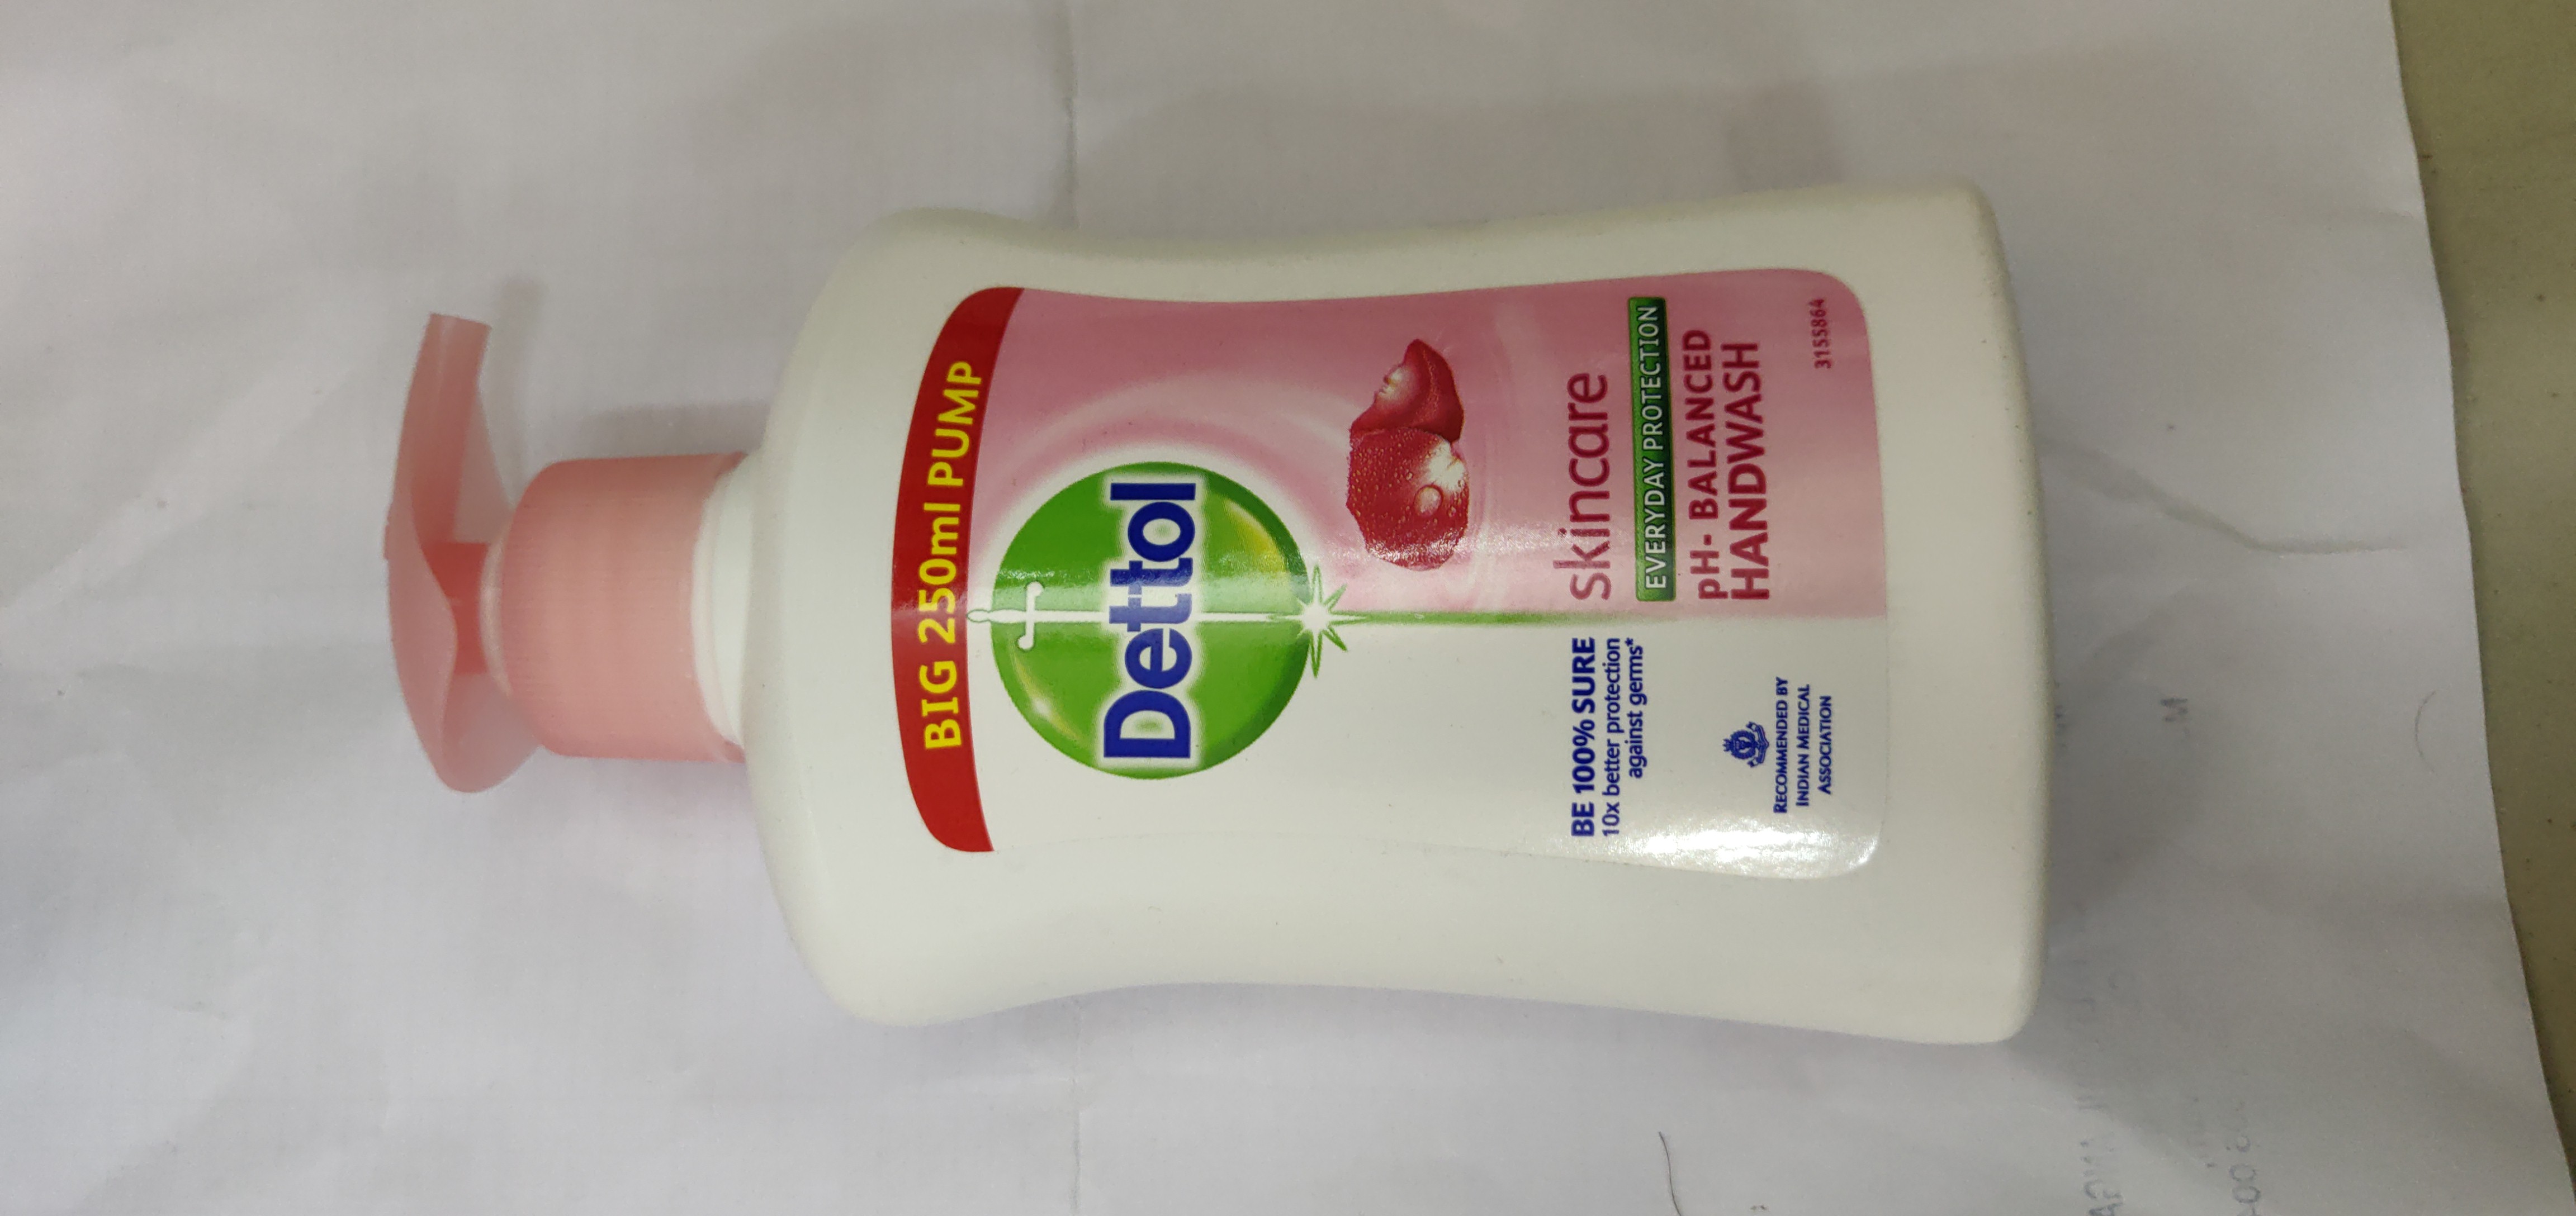 BIG 250ml PUMP
Dettol
BE 100% SURE
10x better protection
against germs*
RECOMMENDED BY
INDIAN MEDICAL
ASSOCIATION
skincare
EVERYDAY PROTECTION
pH- BALANCED
HANDWASH
3155864